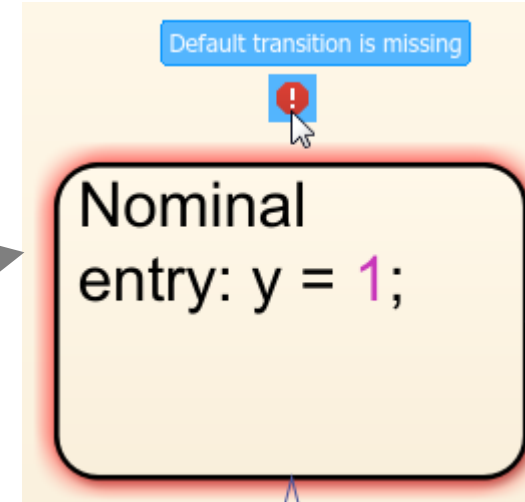 Default transition is missing
!
Nominal
entry: y = 1;